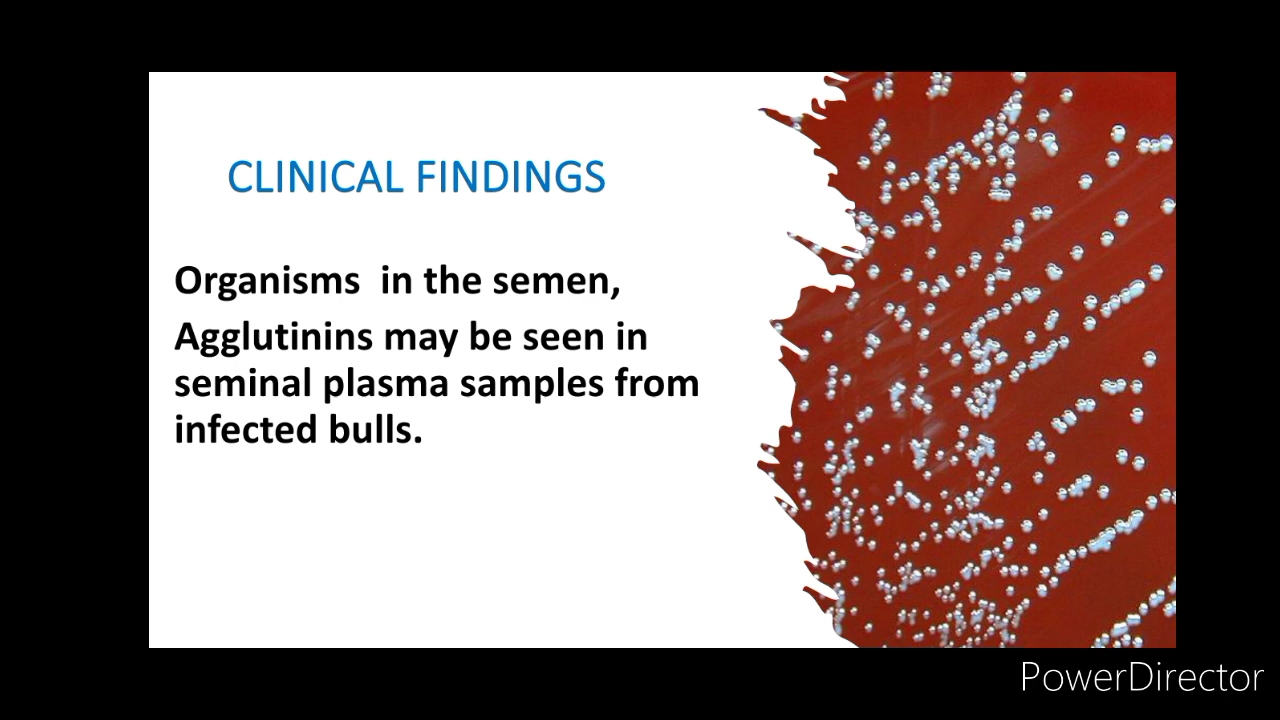 CLINICAL FINDINGS
Organisms  in the semen,
Agglutinins may be seen in
seminal plasma samples from
infected bulls.
PowerDirector